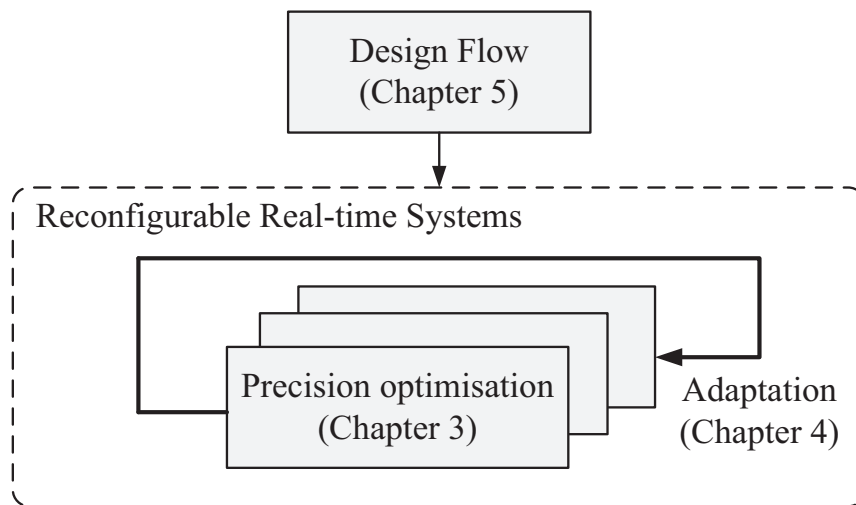 Design Flow
(Chapter 5)
Reconfigurable Real-time Systems
Precision optimisation
(Chapter 3)
Adaptation
(Chapter 4)